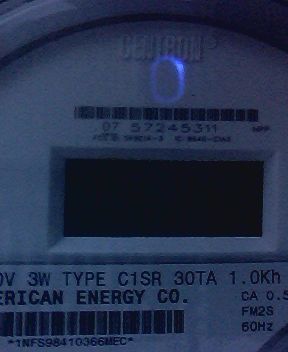 CENTRON
07 57245311
0V 3W TYPE C1SR 30TA 1.0Kh
ERICAN ENERGY CO.
CA 0.5
FM2S
60Hz
*1NFS98410366MEC*